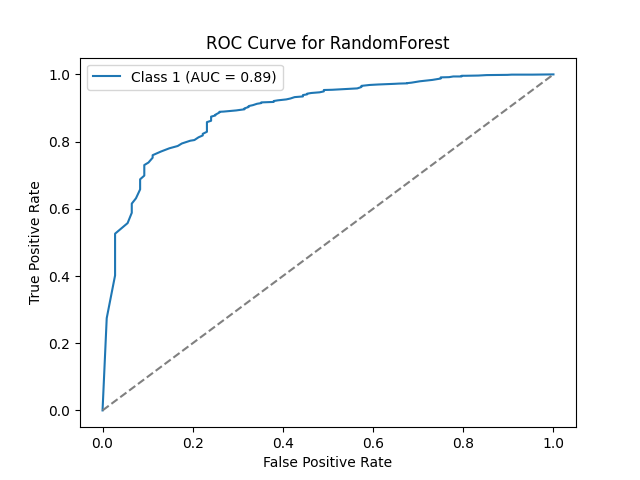 ROC Curve for RandomForest
Class 1 (AUC = 0.89)
True Positive Rate
1.0
0.8
0.6
0.4
0.2
0.0
0.0 0.2 0.4 0.6 0.8 1.0
False Positive Rate